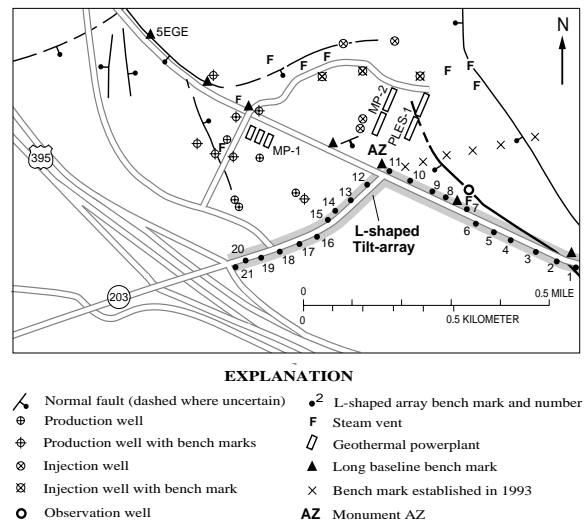 5EGE
F
F
F
F
N
F
F
F
395
F
MP-2
PLES-1
MP-1
F
AZ
11
10
9
8
7
F
12
13
14
15
16
17
18
19
20
21
6
5
4
3
2
1
L-shaped
Tilt-array
203
0
0.5 MILE
0
0.5 KILOMETER
EXPLANATION
Normal fault (dashed where uncertain)
Production well
Production well with bench marks
Injection well
Injection well with bench mark
Observation well
2 L-shaped array bench mark and number
F Steam vent
Geothermal powerplant
Long baseline bench mark
Bench mark established in 1993
AZ Monument AZ